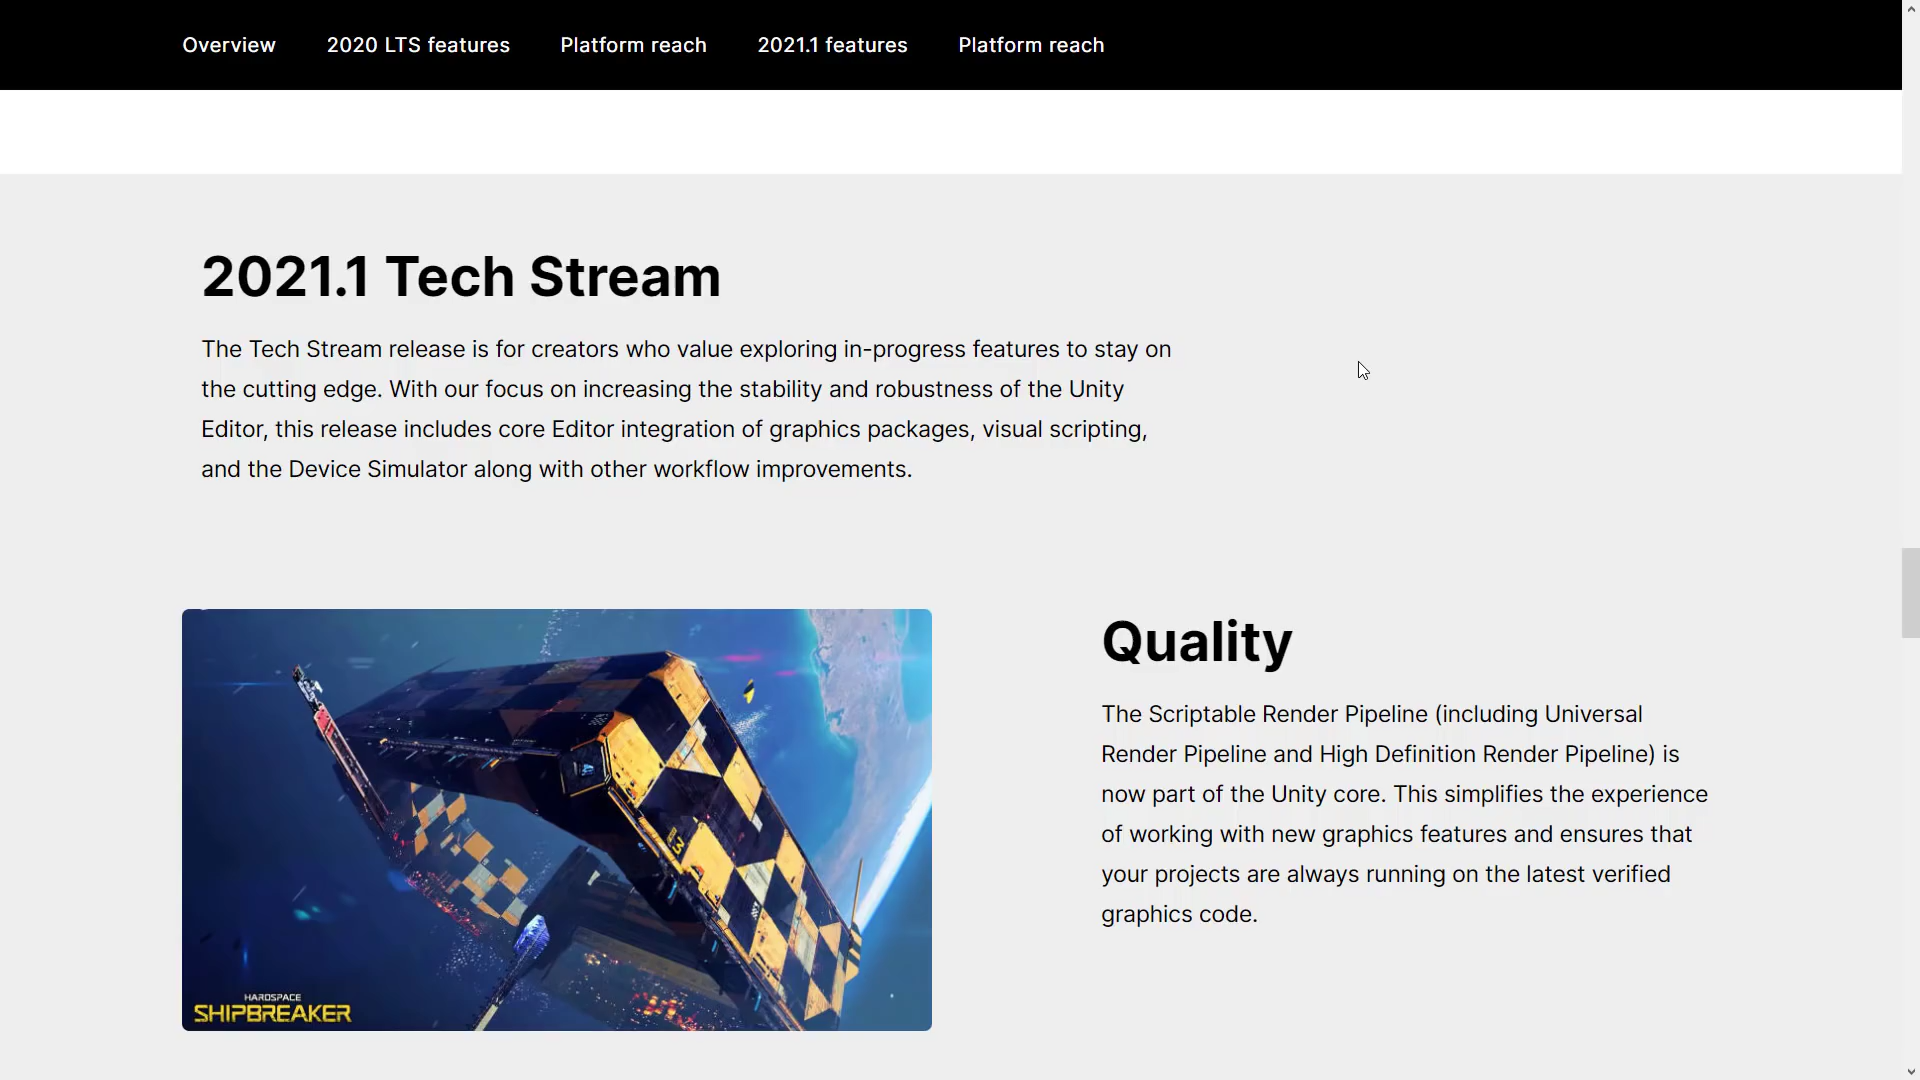 Overview 2020 LTS features Platform reach 2021.1 features Platform reach
2021.1 Tech Stream
The Tech Stream release is for creators who value exploring in-progress features to stay on
the cutting edge. With our focus on increasing the stability and robustness of the Unity
Editor, this release includes core Editor integration of graphics packages, visual scripting,
and the Device Simulator along with other workflow improvements.
HARDSPACE
SHIPBREAKER
Quality
The Scriptable Render Pipeline (including Universal
Render Pipeline and High Definition Render Pipeline) is
now part of the Unity core. This simplifies the experience
of working with new graphics features and ensures that
your projects are always running on the latest verified
graphics code.